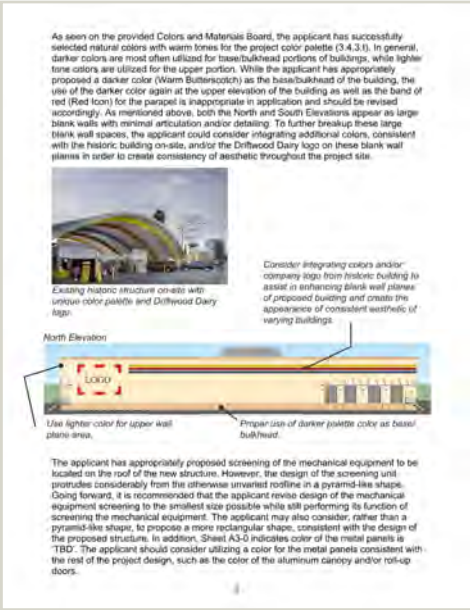 As seen on the provided Colors and Materials Board, the applicant has successfully
selected natural colors with warm tones for the project color palette (3.4.3.f). In general,
darker colors are most often utilized for base/bulkhead portions of buildings, while lighter
tone colors are utilized for the upper portion. While the applicant has appropriately
proposed a darker color (Warm Butterscotch) as the base/bulkhead of the building, the
use of the darker color again at the upper elevation of the building as well as the band of
red (Red Icon) for the parapet is inappropriate in application and should be revised
accordingly. As mentioned above, both the North and South Elevations appear as large
blank walls with minimal articulation and/or detailing. To further breakup these large
blank wall spaces, the applicant could consider integrating additional colors, consistent
with the historic building on-site, and/or the Driftwood Dairy logo on these blank wall
planes in order to create consistency of aesthetic throughout the project site.
Existing historic structure on-site with
unique color palette and Driftwood Dairy
logo.
Consider integrating colors and/or
company logo from historic building to
assist in enhancing blank wall planes
of proposed building and create the
appearance of consistent aesthetic of
varying buildings.
North Elevation
LOGO
Use lighter color for upper wall
plane area.
Proper use of darker palette color as base/
bulkhead.
The applicant has appropriately proposed screening of the mechanical equipment to be
located on the roof of the new structure. However, the design of the screening unit
protrudes considerably from the otherwise unvaried roofline in a pyramid-like shape.
Going forward, it is recommended that the applicant revise design of the mechanical
equipment screening to the smallest size possible while still performing its function of
screening the mechanical equipment. The applicant may also consider, rather than a
pyramid-like shape, to propose a more rectangular shape, consistent with the design of
the proposed structure. In addition, Sheet A3-0 indicates color of the metal panels is
'TBD'. The applicant should consider utilizing a color for the metal panels consistent with
the rest of the project design, such as the color of the aluminum canopy and/or roll-up
doors.